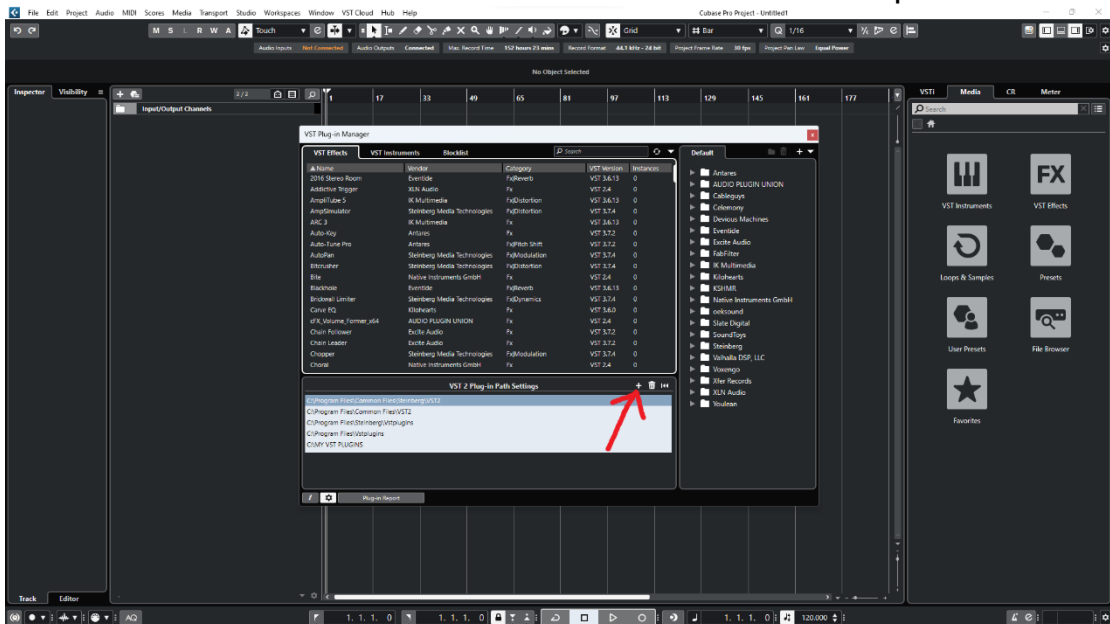 File Edit Project Audio MIDI Scores Media Transport Studio Workspaces Window VST Cloud Hub Help Cubase Pro Project - Untitled1
M S L R W A Touch Grid Bar Q 1/16
Audio Inputs Not Connected Audio Outputs Connected Max. Record Time 152 hours 23 mins Record Format 44.1 kHz - 24 bit Project Frame Rate 30 fps Project Pan Law Equal Power
No Object Selected
Inspector Visibility 2/2 1 17 33 49 65 81 97 113 129 145 161 177 VSTi Media CR Meter
Input/Output Channels
Search
VST Plug-in Manager
VST Effects VST Instruments Blocklist Search Default
Name Vendor Category VST Version Instances
2016 Stereo Room Eventide Fx|Reverb VST 3.6.13 0
Addictive Trigger XLN Audio Fx VST 2.4 0
AmpliTube 5 IK Multimedia Fx|Distortion VST 3.6.13 0
AmpSimulator Steinberg Media Technologies Fx|Distortion VST 3.7.4 0
ARC 3 IK Multimedia Fx VST 3.6.13 0
Auto-Key Antares Fx VST 3.7.2 0
Auto-Tune Pro Antares Fx|Pitch Shift VST 3.7.2 0
AutoPan Steinberg Media Technologies Fx|Modulation VST 3.7.4 0
Bitcrusher Steinberg Media Technologies Fx|Distortion VST 3.7.4 0
Bite Native Instruments GmbH Fx VST 2.4 0
Blackhole Eventide Fx|Reverb VST 3.6.13 0
Brickwall Limiter Steinberg Media Technologies Fx|Dynamics VST 3.7.4 0
Carve EQ Kilohearts Fx VST 3.6.0 0
cFX_Volume_Former_x64 AUDIO PLUGIN UNION Fx VST 2.4 0
Chain Follower Excite Audio Fx VST 3.7.2 0
Chain Leader Excite Audio Fx VST 3.7.2 0
Chopper Steinberg Media Technologies Fx|Modulation VST 3.7.4 0
Choral Native Instruments GmbH Fx VST 2.4 0
Antares
AUDIO PLUGIN UNION
Cableguys
Celemony
Devious Machines
Eventide
Excite Audio
FabFilter
IK Multimedia
Kilohearts
KSHMR
Native Instruments GmbH
oeksound
Slate Digital
SoundToys
Steinberg
Valhalla DSP, LLC
Voxengo
Xfer Records
XLN Audio
Youlean
VST 2 Plug-in Path Settings
C:\Program Files\Common Files\Steinberg\VST2
C:\Program Files\Common Files\VST2
C:\Program Files\Steinberg\Vstplugins
C:\Program Files\Vstplugins
C:\MY VST PLUGINS
i Plug-in Report
FX
VST Instruments VST Effects
Loops & Samples Presets
User Presets File Browser
Favorites
Track Editor
AQ 1. 1. 1. 0 1. 1. 1. 0 1. 1. 1. 0 120.000